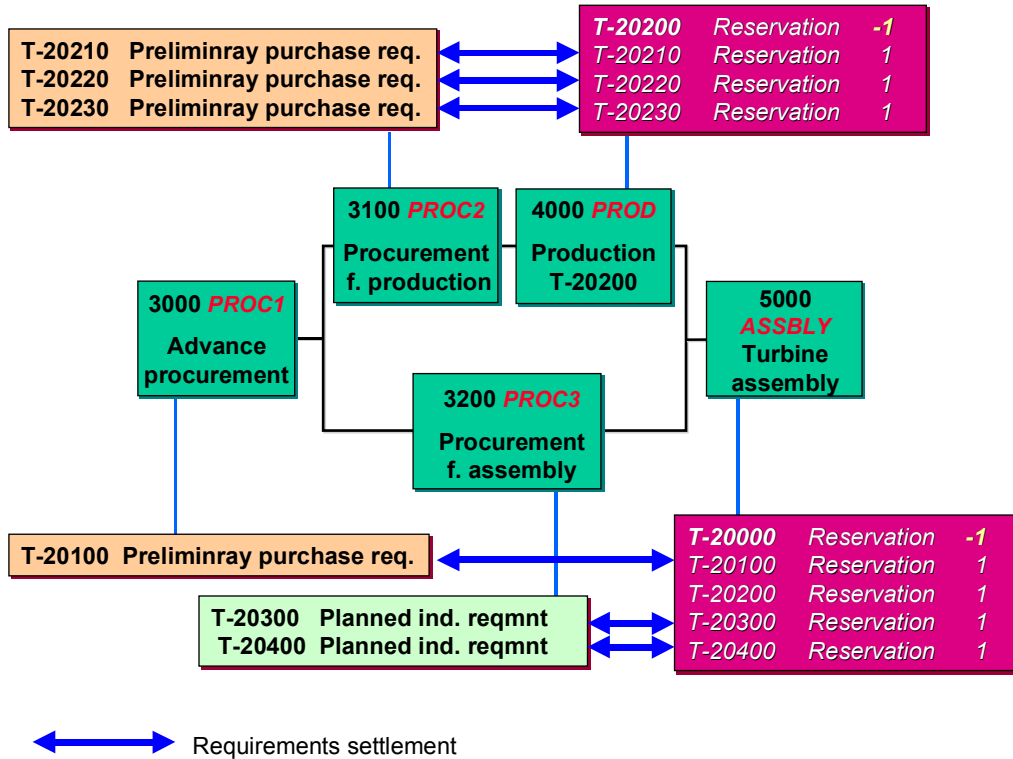 T-20210 Preliminray purchase req.
T-20220 Preliminray purchase req.
T-20230 Preliminray purchase req.
T-20200 Reservation -1
T-20210 Reservation 1
T-20220 Reservation 1
T-20230 Reservation 1
3100 PROC2
Procurement
f. production
4000 PROD
Production
T-20200
3000 PROC1
Advance
procurement
5000
ASSBLY
Turbine
assembly
3200 PROC3
Procurement
f. assembly
T-20100 Preliminray purchase req.
T-20000 Reservation -1
T-20100 Reservation 1
T-20200 Reservation 1
T-20300 Reservation 1
T-20400 Reservation 1
T-20300 Planned ind. reqmnt
T-20400 Planned ind. reqmnt
Requirements settlement